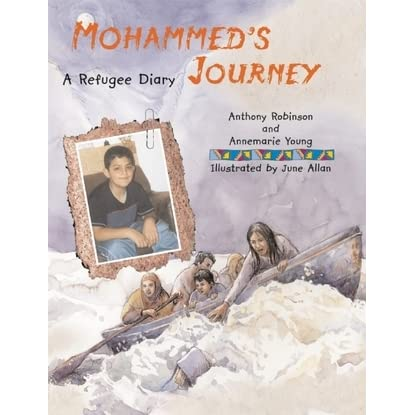 MOHAMMED'S
A Refugee Diary JOURNEY
Anthony Robinson
and
Annemarie Young
Illustrated by June Allan